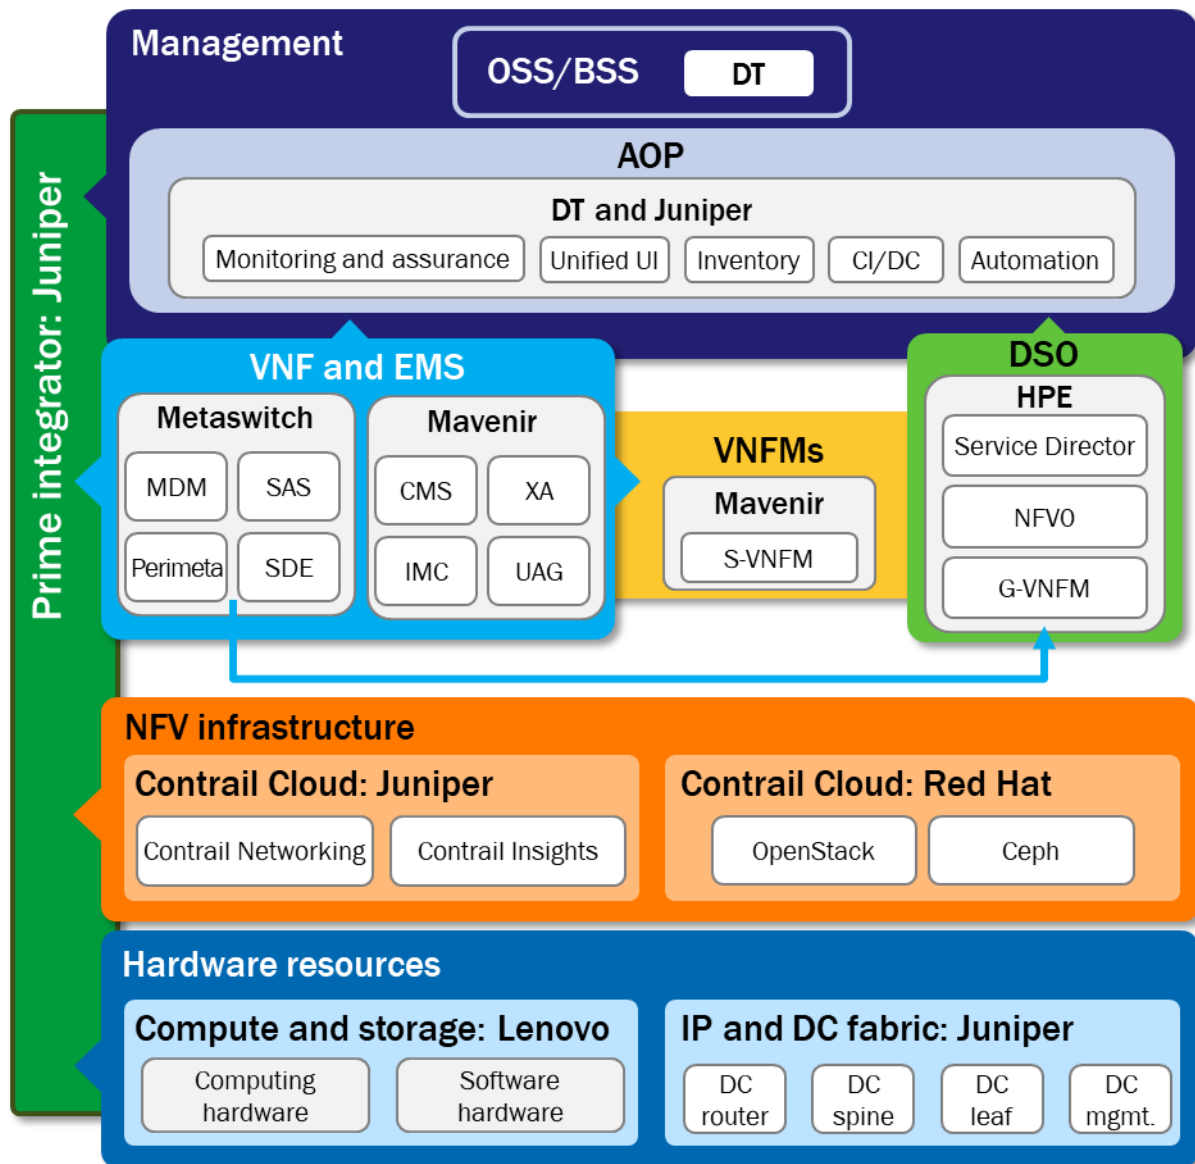 Management
OSS/BSS
DT
AOP
DT and Juniper
Monitoring and assurance
Unified UI
Inventory
CI/DC
Automation
Prime integrator: Juniper
VNF and EMS
Metaswitch
MDM
SAS
Perimeta
SDE
Mavenir
CMS
XA
IMC
UAG
VNFMs
Mavenir
S-VNFM
DSO
HPE
Service Director
NFVO
G-VNFM
NFV infrastructure
Contrail Cloud: Juniper
Contrail Networking
Contrail Insights
Contrail Cloud: Red Hat
OpenStack
Ceph
Hardware resources
Compute and storage: Lenovo
Computing
hardware
Software
hardware
IP and DC fabric: Juniper
DC
router
DC
spine
DC
leaf
DC
mgmt.